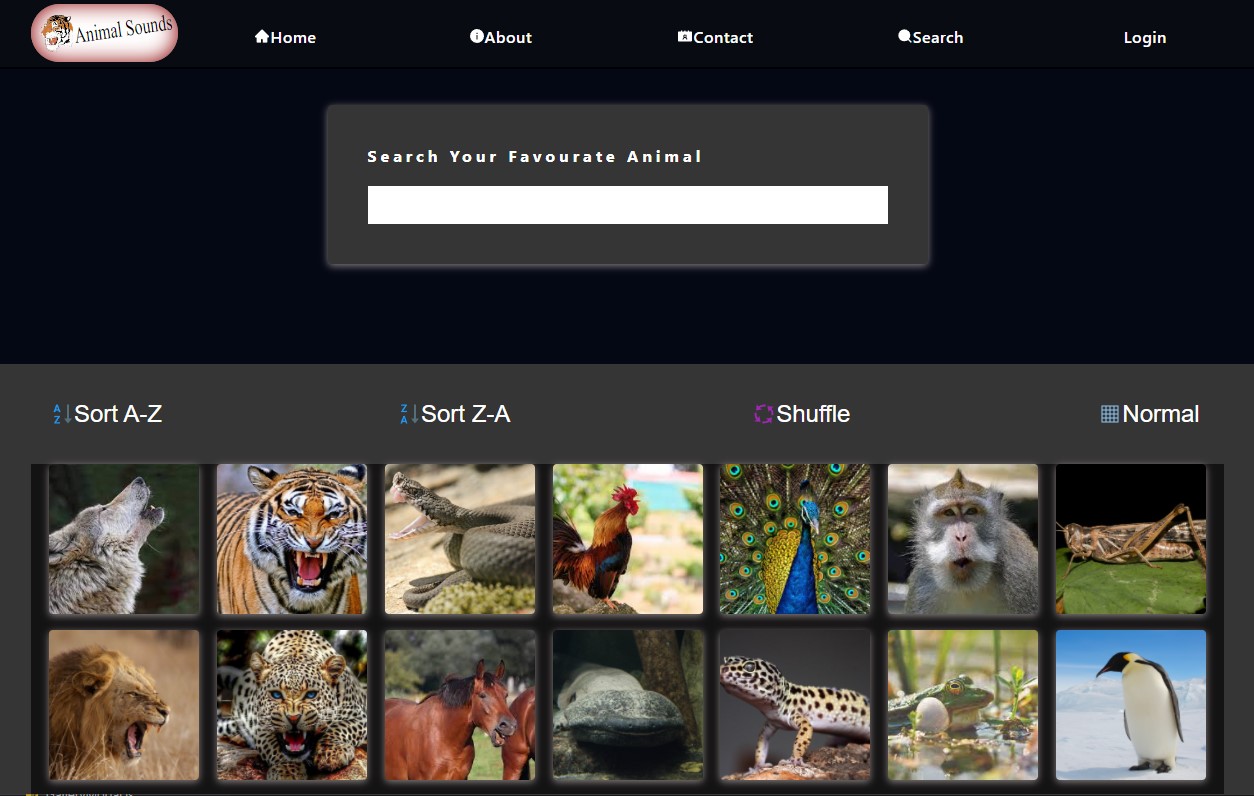 Animal Sounds
Home
About
Contact
Search
Login
Search Your Favourate Animal
A
Z
Sort A-Z
Z
A
Sort Z-A
Shuffle
Normal